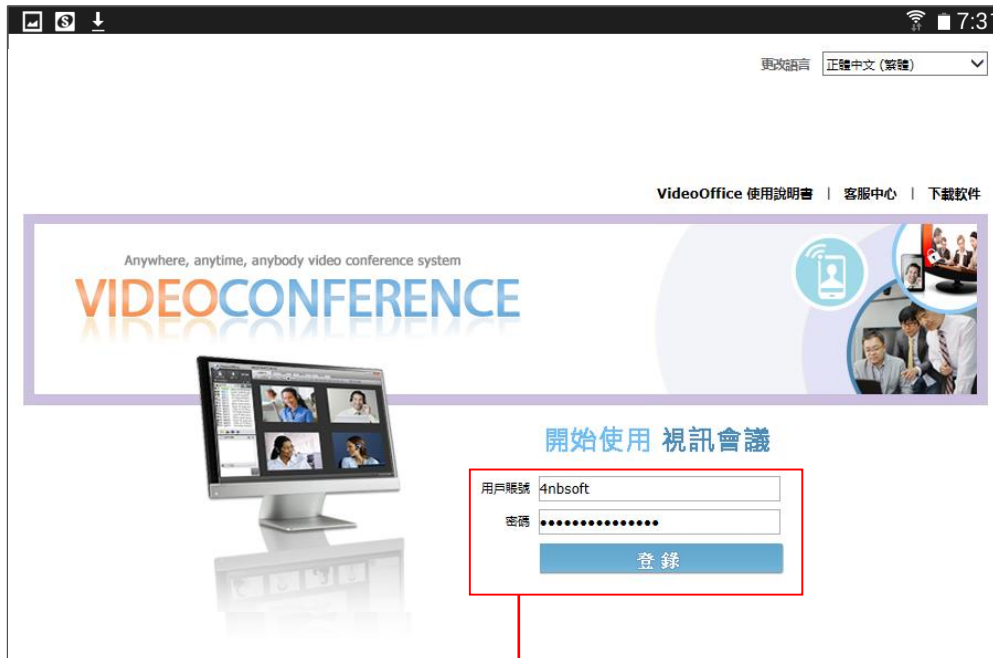 7:31
更改語言 正體中文 (繁體)
VideoOffice 使用說明書 | 客服中心 | 下載軟件
Anywhere, anytime, anybody video conference system
VIDEOCONFERENCE
開始使用 視訊會議
用戶賬號 4nbsoft
密碼 •••••••••••••••
登錄